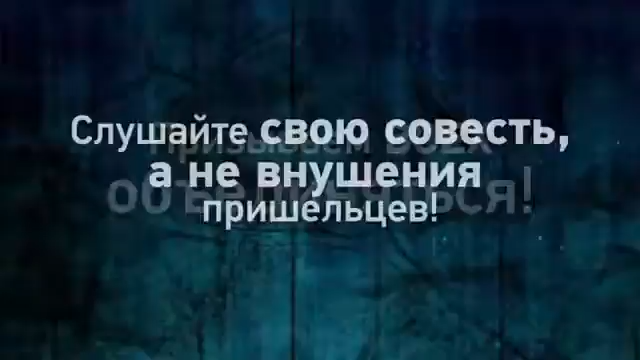 Слушайте свою совесть,
а не внушения
пришельцев!